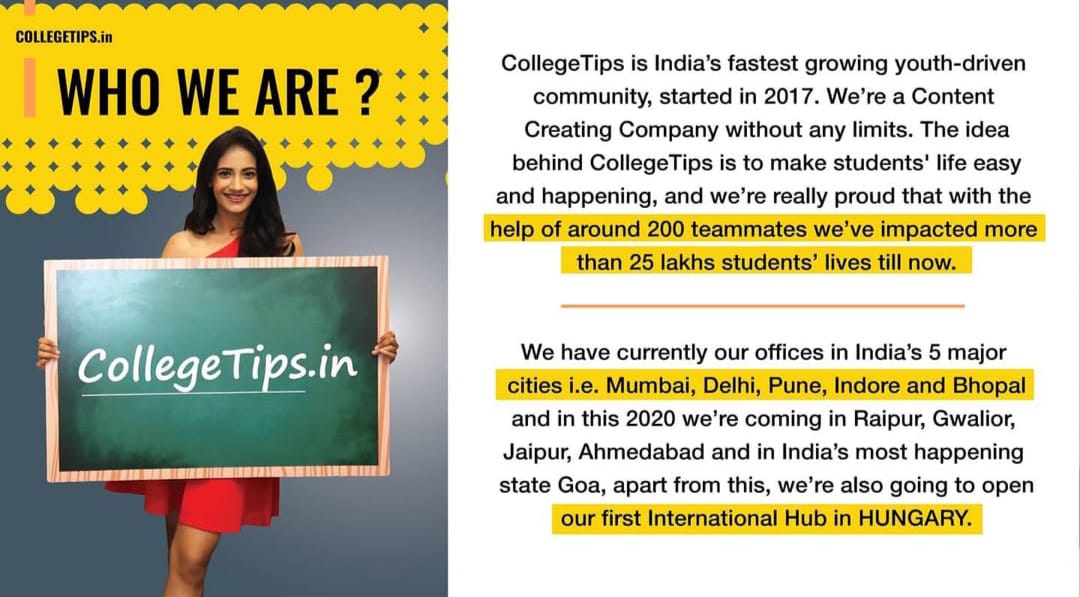 COLLEGETIPS.in
WHO WE ARE ?
CollegeTips.in
CollegeTips is India’s fastest growing youth-driven
community, started in 2017. We’re a Content
Creating Company without any limits. The idea
behind CollegeTips is to make students' life easy
and happening, and we’re really proud that with the
help of around 200 teammates we’ve impacted more
than 25 lakhs students’ lives till now.
We have currently our offices in India’s 5 major
cities i.e. Mumbai, Delhi, Pune, Indore and Bhopal
and in this 2020 we’re coming in Raipur, Gwalior,
Jaipur, Ahmedabad and in India’s most happening
state Goa, apart from this, we’re also going to open
our first International Hub in HUNGARY.